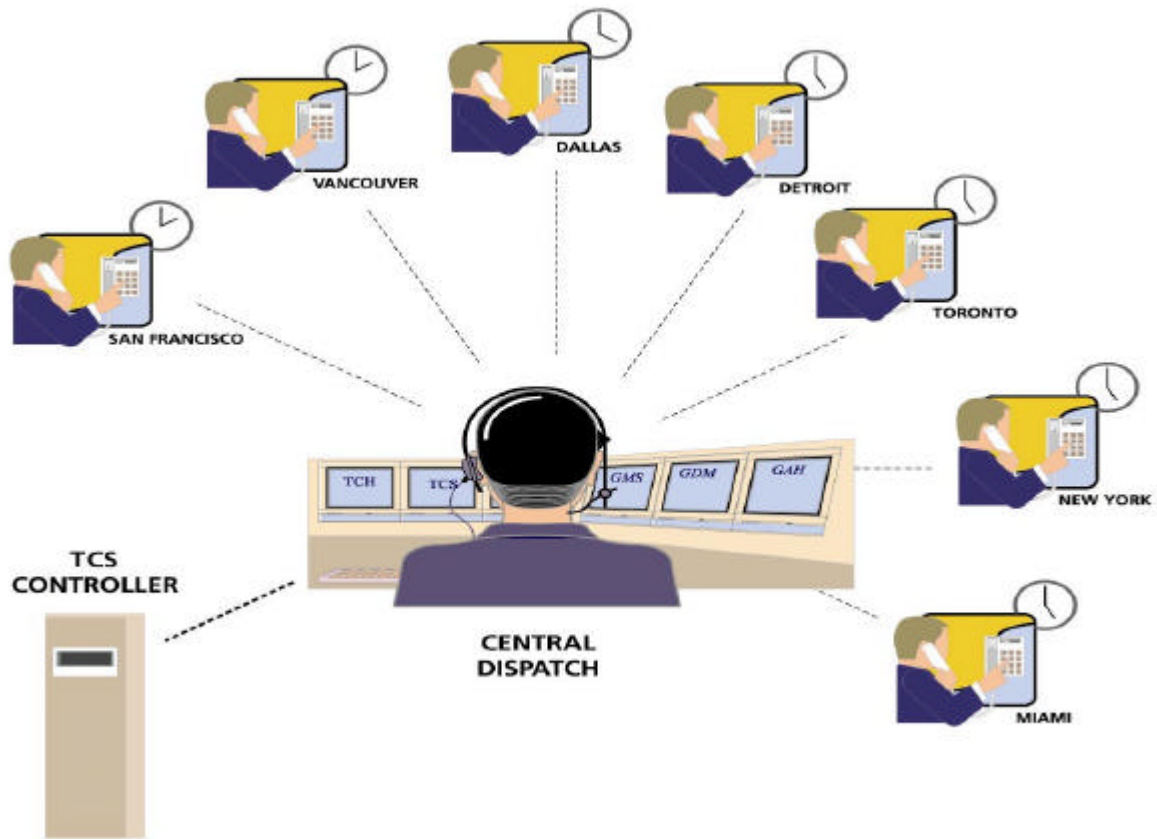 DALLAS
VANCOUVER
DETROIT
TORONTO
SAN FRANCISCO
NEW YORK
TCH
TCS
GMS
GDM
GAH
TCS
CONTROLLER
CENTRAL
DISPATCH
MIAMI